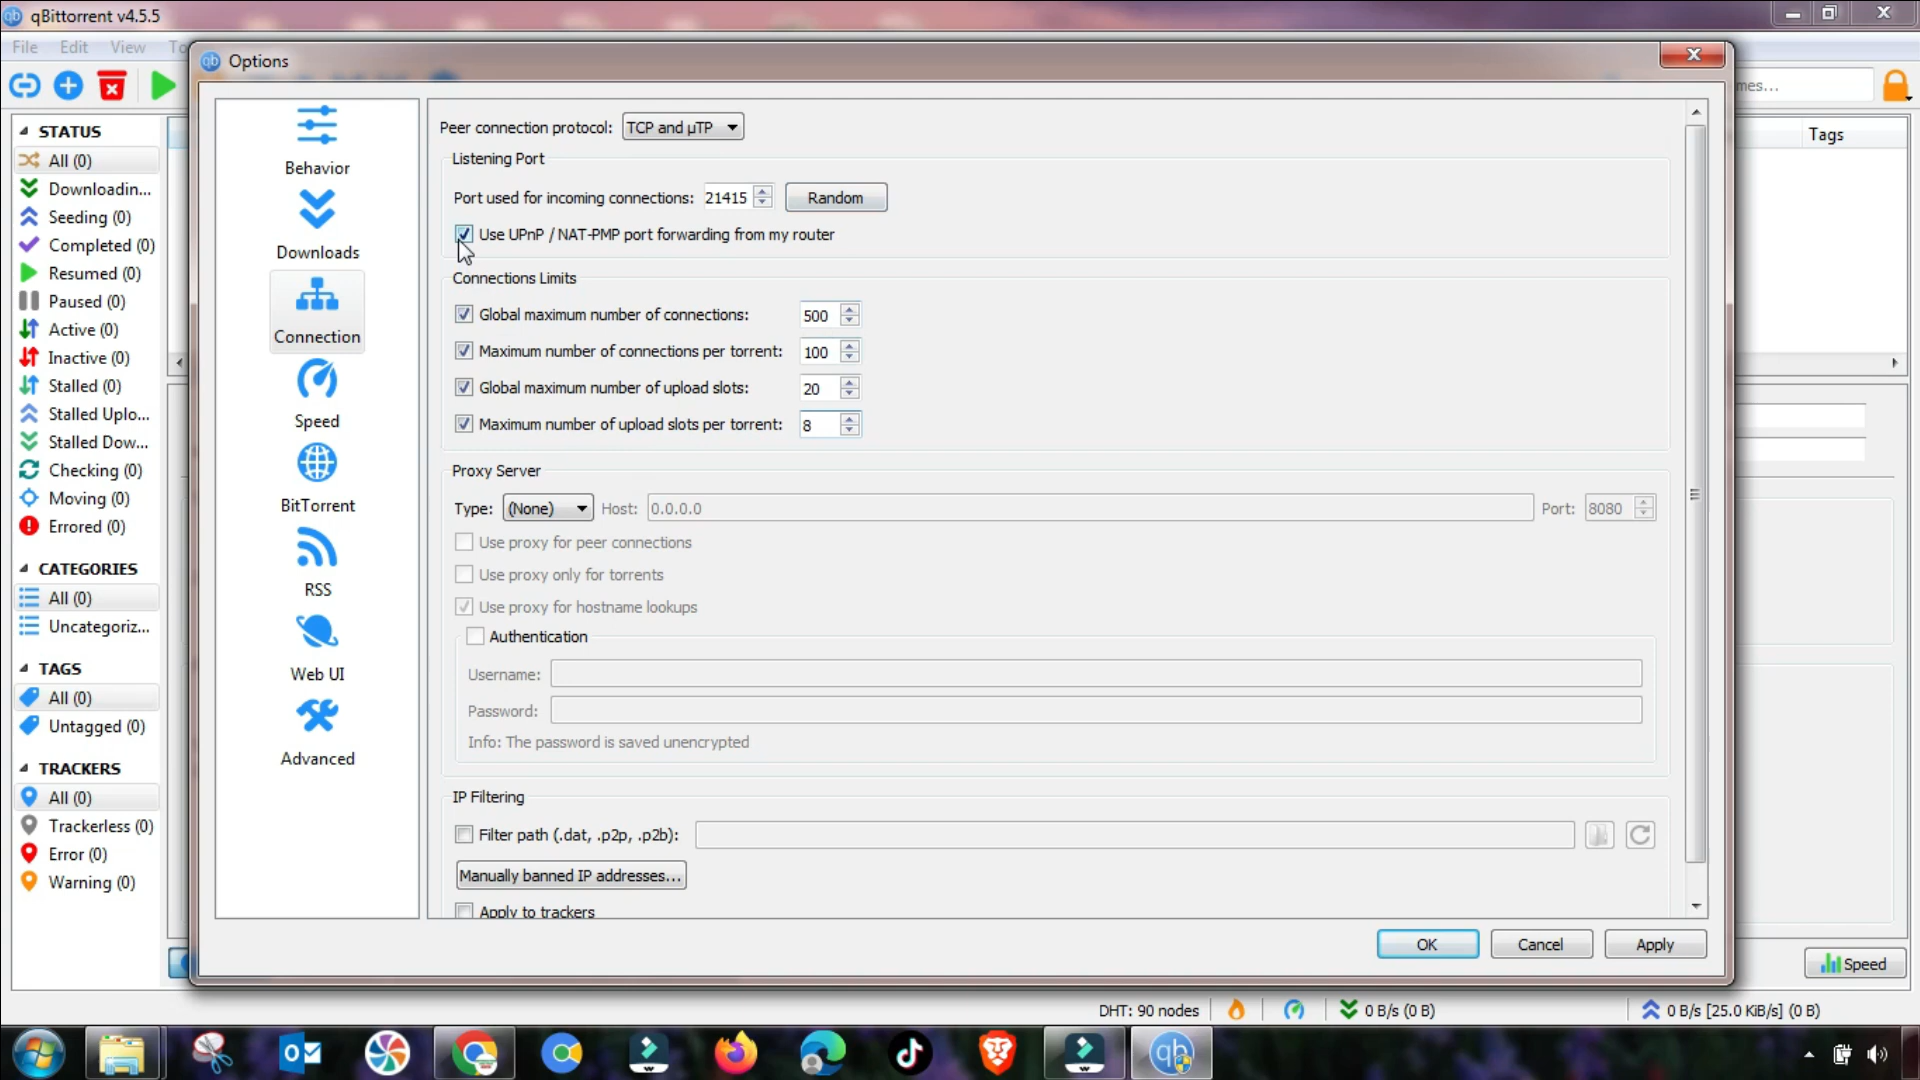 qBittorrent v4.5.5
File Edit View To
Options
mes...
STATUS
All (0)
Downloadin...
Seeding (0)
Completed (0)
Resumed (0)
Paused (0)
Active (0)
Inactive (0)
Stalled (0)
Stalled Uplo...
Stalled Dow...
Checking (0)
Moving (0)
Errored (0)
CATEGORIES
All (0)
Uncategoriz...
TAGS
All (0)
Untagged (0)
TRACKERS
All (0)
Trackerless (0)
Error (0)
Warning (0)
Behavior
Downloads
Connection
Speed
BitTorrent
RSS
Web UI
Advanced
Peer connection protocol: TCP and μTP
Listening Port
Port used for incoming connections: 21415 Random
Use UPnP / NAT-PMP port forwarding from my router
Connections Limits
Global maximum number of connections: 500
Maximum number of connections per torrent: 100
Global maximum number of upload slots: 20
Maximum number of upload slots per torrent: 8
Proxy Server
Type: (None) Host: 0.0.0.0 Port: 8080
Use proxy for peer connections
Use proxy only for torrents
Use proxy for hostname lookups
Authentication
Username:
Password:
Info: The password is saved unencrypted
IP Filtering
Filter path (.dat, .p2p, .p2b):
Manually banned IP addresses...
Apply to trackers
OK Cancel Apply
Tags
Speed
DHT: 90 nodes 0 B/s (0 B) 0 B/s [25.0 KiB/s] (0 B)